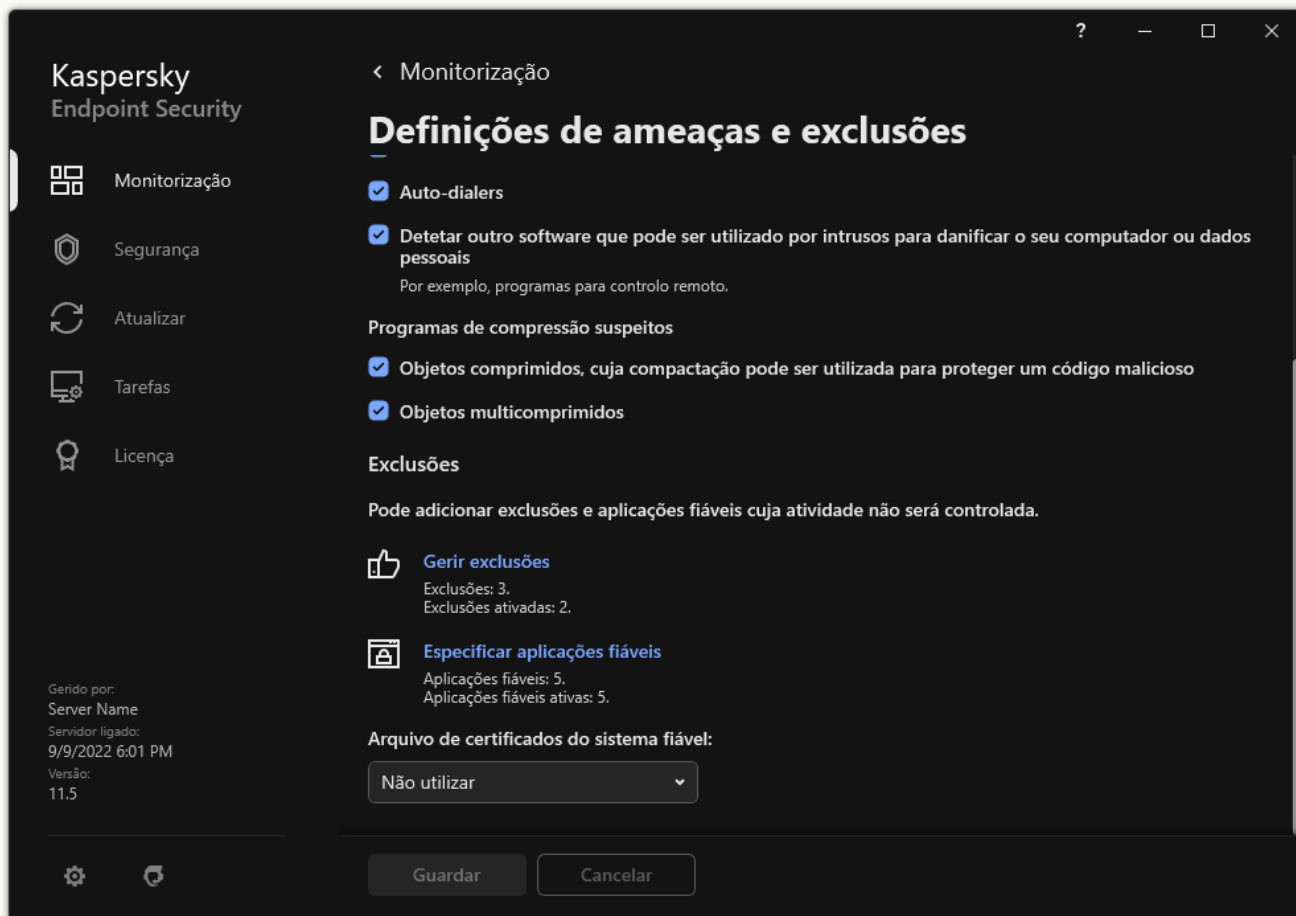 ?
Kaspersky
Endpoint Security
Monitorização
Segurança
Atualizar
Tarefas
Licença
Gerido por:
Server Name
Servidor ligado:
9/9/2022 6:01 PM
Versão:
11.5
Monitorização
Definições de ameaças e exclusões
Auto-dialers
Detetar outro software que pode ser utilizado por intrusos para danificar o seu computador ou dados
pessoais
Por exemplo, programas para controlo remoto.
Programas de compressão suspeitos
Objetos comprimidos, cuja compactação pode ser utilizada para proteger um código malicioso
Objetos multicomprimidos
Exclusões
Pode adicionar exclusões e aplicações fiáveis cuja atividade não será controlada.
Gerir exclusões
Exclusões: 3.
Exclusões ativadas: 2.
Especificar aplicações fiáveis
Aplicações fiáveis: 5.
Aplicações fiáveis ativas: 5.
Arquivo de certificados do sistema fiável:
Não utilizar
Guardar
Cancelar